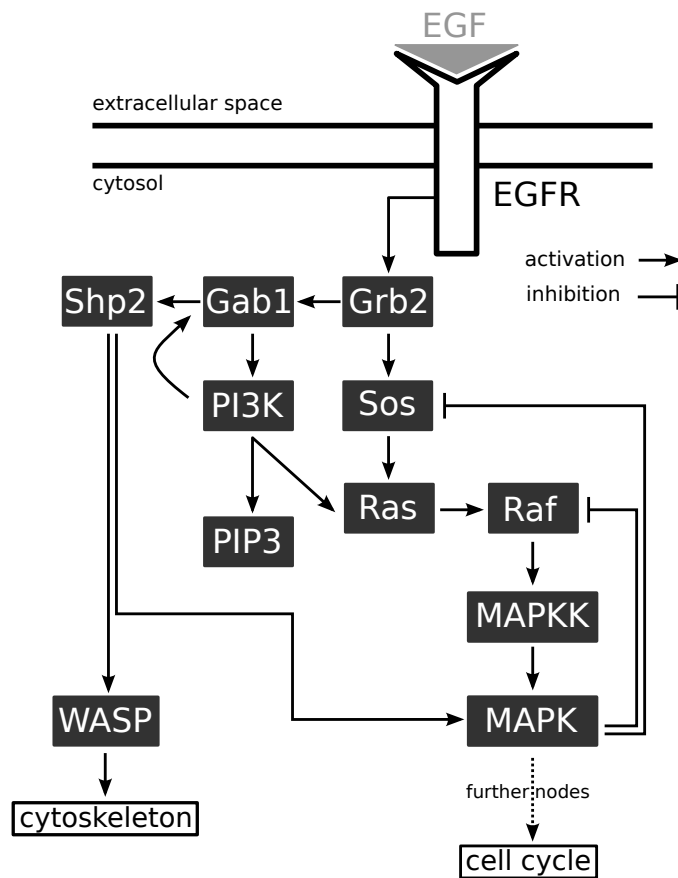 EGF
extracellular space
cytosol
EGFR
activation
inhibition
Shp2
Gab1
Grb2
PI3K
Sos
PIP3
Ras
Raf
MAPKK
WASP
MAPK
further nodes
cytoskeleton
cell cycle